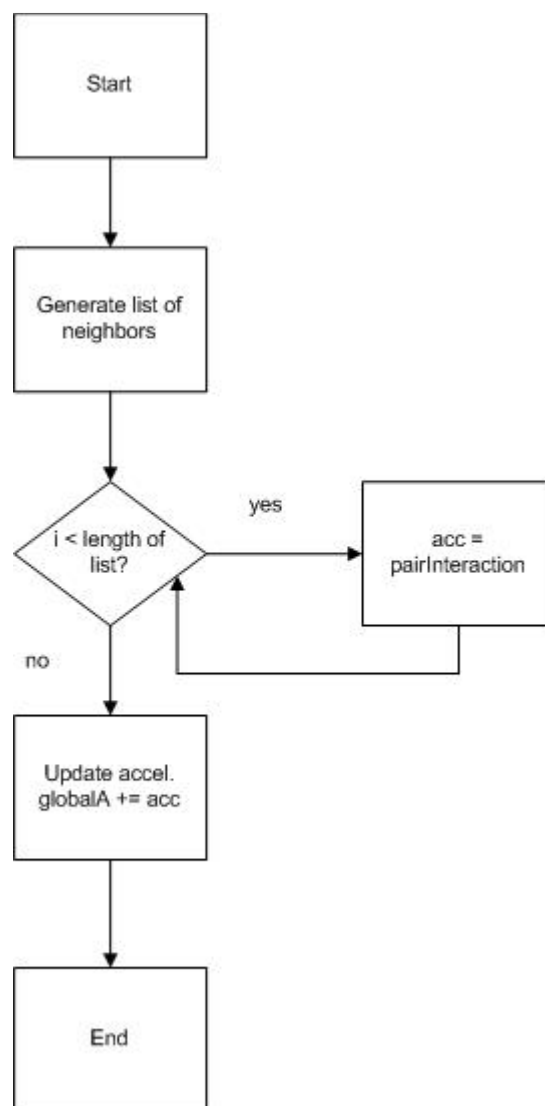 Start
Generate list of
neighbors
i < length of
list?
yes
acc =
pairInteraction
no
Update accel.
globalA += acc
End